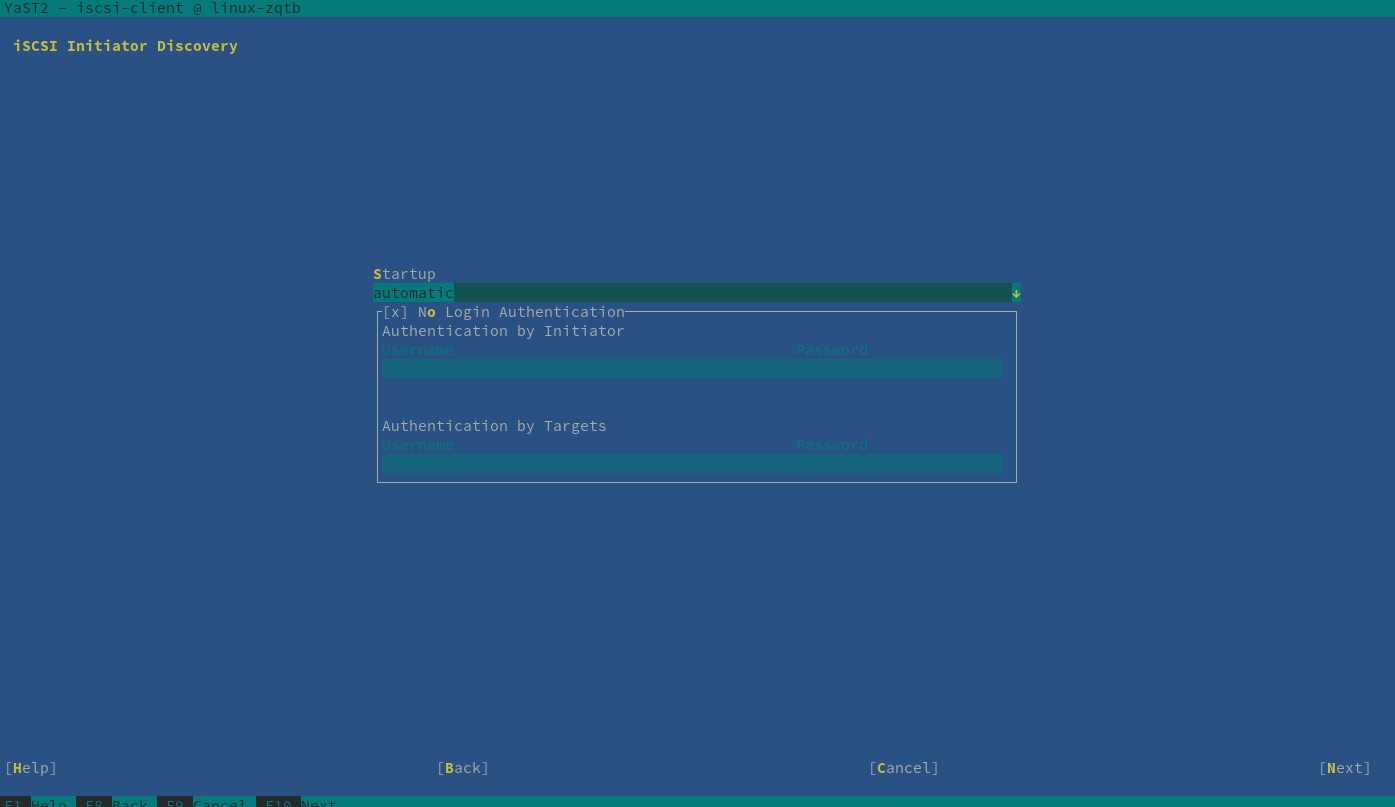 YaST2 - iscsi-client @ linux-zqtb
iSCSI Initiator Discovery
Startup
automatic ↓
[x] No Login Authentication
Authentication by Initiator
Username Password
Authentication by Targets
Username Password
[Help] [Back] [Cancel] [Next]
F1 Help F8 Back F9 Cancel F10 Next